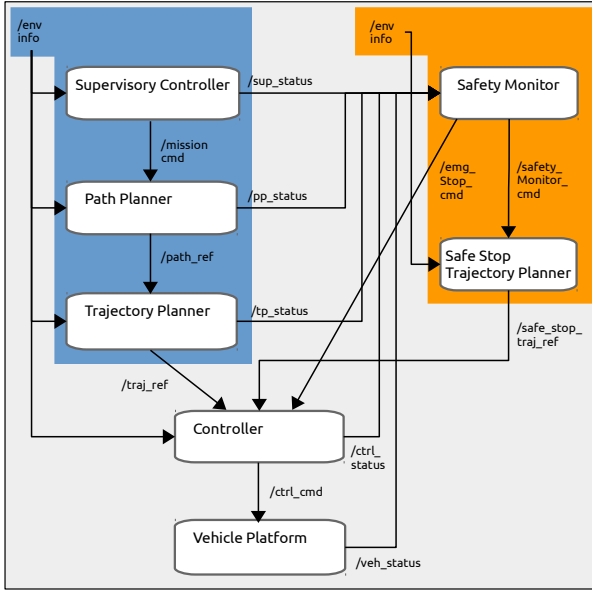 /env
info
/env
info
Supervisory Controller
/sup_status
Safety Monitor
/mission
cmd
/emg_
Stop_
cmd
/safety_
Monitor_
cmd
Path Planner
/pp_status
/path_ref
Safe Stop
Trajectory Planner
Trajectory Planner
/tp_status
/safe_stop_
traj_ref
/traj_ref
Controller
/ctrl_
status
/ctrl_cmd
Vehicle Platform
/veh_status